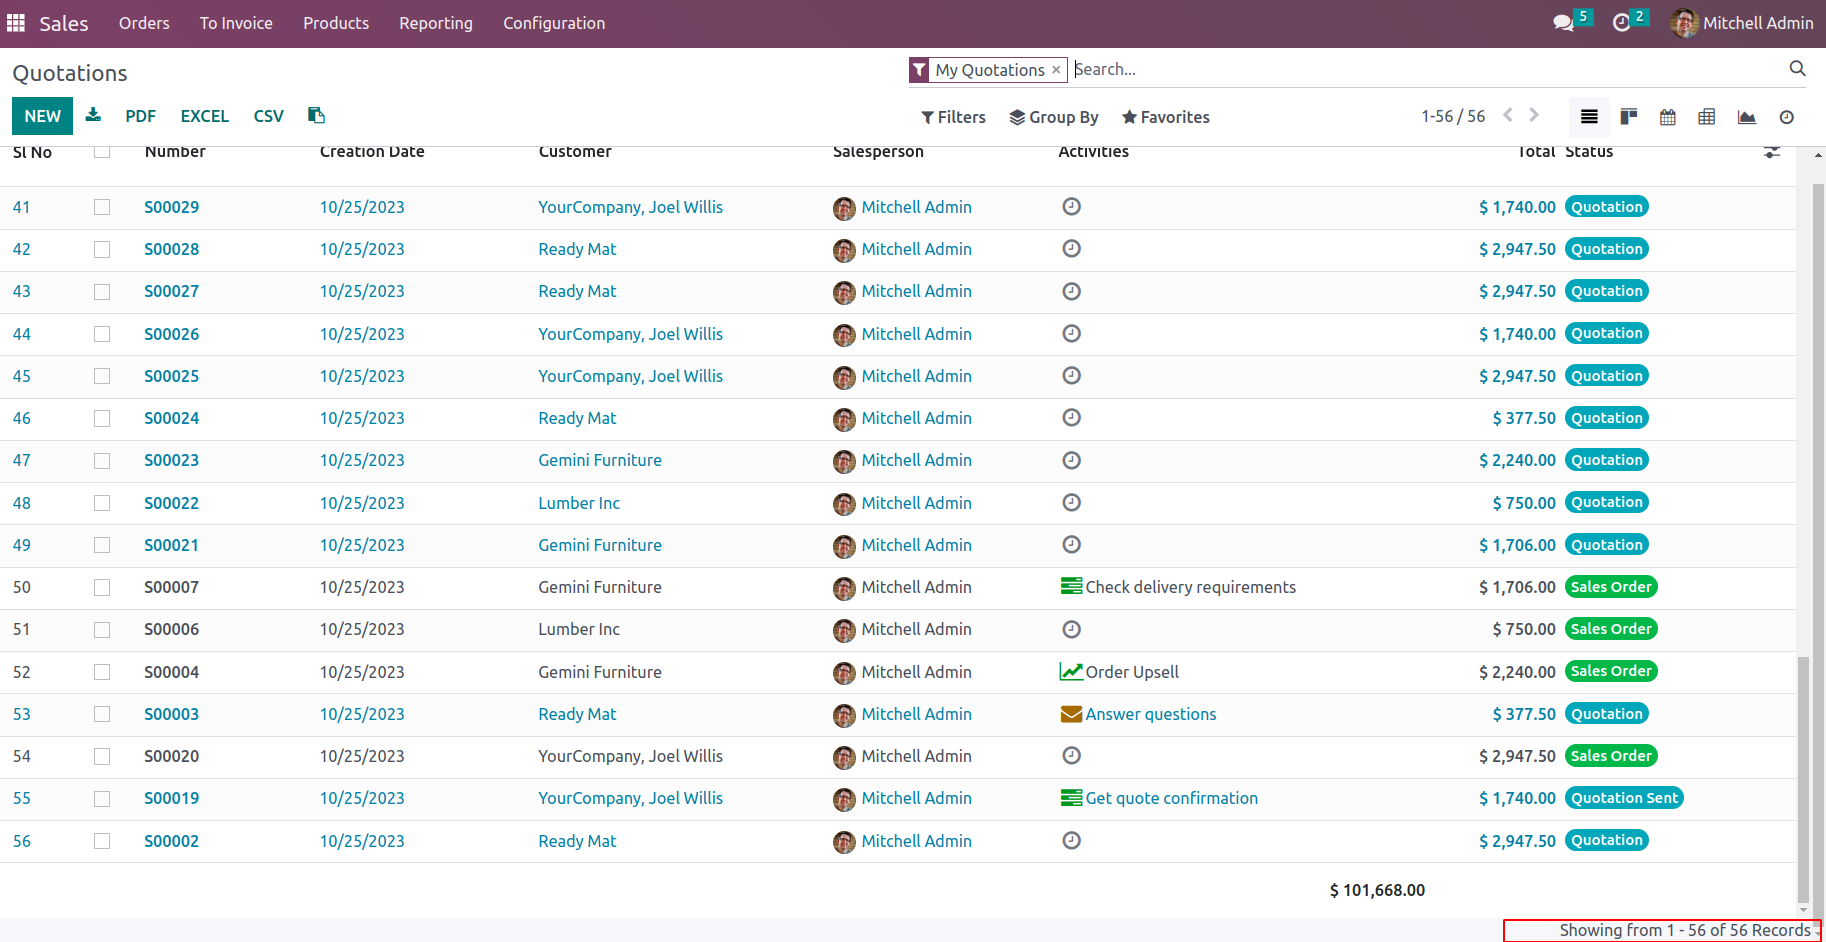 Sales Orders To Invoice Products Reporting Configuration 5 2 Mitchell Admin
Quotations My Quotations × Search...
NEW PDF EXCEL CSV Filters Group By Favorites 1-56 / 56
Sl No Number Creation Date Customer Salesperson Activities Total Status
41 S00029 10/25/2023 YourCompany, Joel Willis Mitchell Admin $ 1,740.00 Quotation
42 S00028 10/25/2023 Ready Mat Mitchell Admin $ 2,947.50 Quotation
43 S00027 10/25/2023 Ready Mat Mitchell Admin $ 2,947.50 Quotation
44 S00026 10/25/2023 YourCompany, Joel Willis Mitchell Admin $ 1,740.00 Quotation
45 S00025 10/25/2023 YourCompany, Joel Willis Mitchell Admin $ 2,947.50 Quotation
46 S00024 10/25/2023 Ready Mat Mitchell Admin $ 377.50 Quotation
47 S00023 10/25/2023 Gemini Furniture Mitchell Admin $ 2,240.00 Quotation
48 S00022 10/25/2023 Lumber Inc Mitchell Admin $ 750.00 Quotation
49 S00021 10/25/2023 Gemini Furniture Mitchell Admin $ 1,706.00 Quotation
50 S00007 10/25/2023 Gemini Furniture Mitchell Admin Check delivery requirements $ 1,706.00 Sales Order
51 S00006 10/25/2023 Lumber Inc Mitchell Admin $ 750.00 Sales Order
52 S00004 10/25/2023 Gemini Furniture Mitchell Admin Order Upsell $ 2,240.00 Sales Order
53 S00003 10/25/2023 Ready Mat Mitchell Admin Answer questions $ 377.50 Quotation
54 S00020 10/25/2023 YourCompany, Joel Willis Mitchell Admin $ 2,947.50 Sales Order
55 S00019 10/25/2023 YourCompany, Joel Willis Mitchell Admin Get quote confirmation $ 1,740.00 Quotation Sent
56 S00002 10/25/2023 Ready Mat Mitchell Admin $ 2,947.50 Quotation
$ 101,668.00
Showing from 1 - 56 of 56 Records